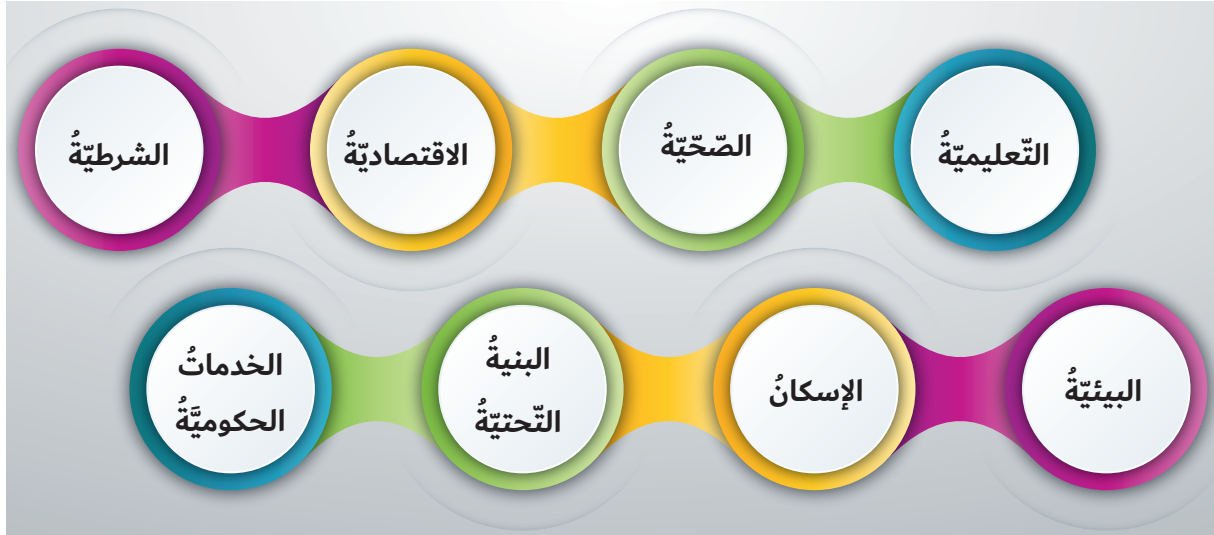 التّعليميّةُ
الصّحّيّةُ
الاقتصاديّةُ
الشرطيّةُ
البيئيّةُ
الإسكانُ
البنيةُ
التّحتيّةُ
الخدماتُ
الحكوميَّةُ